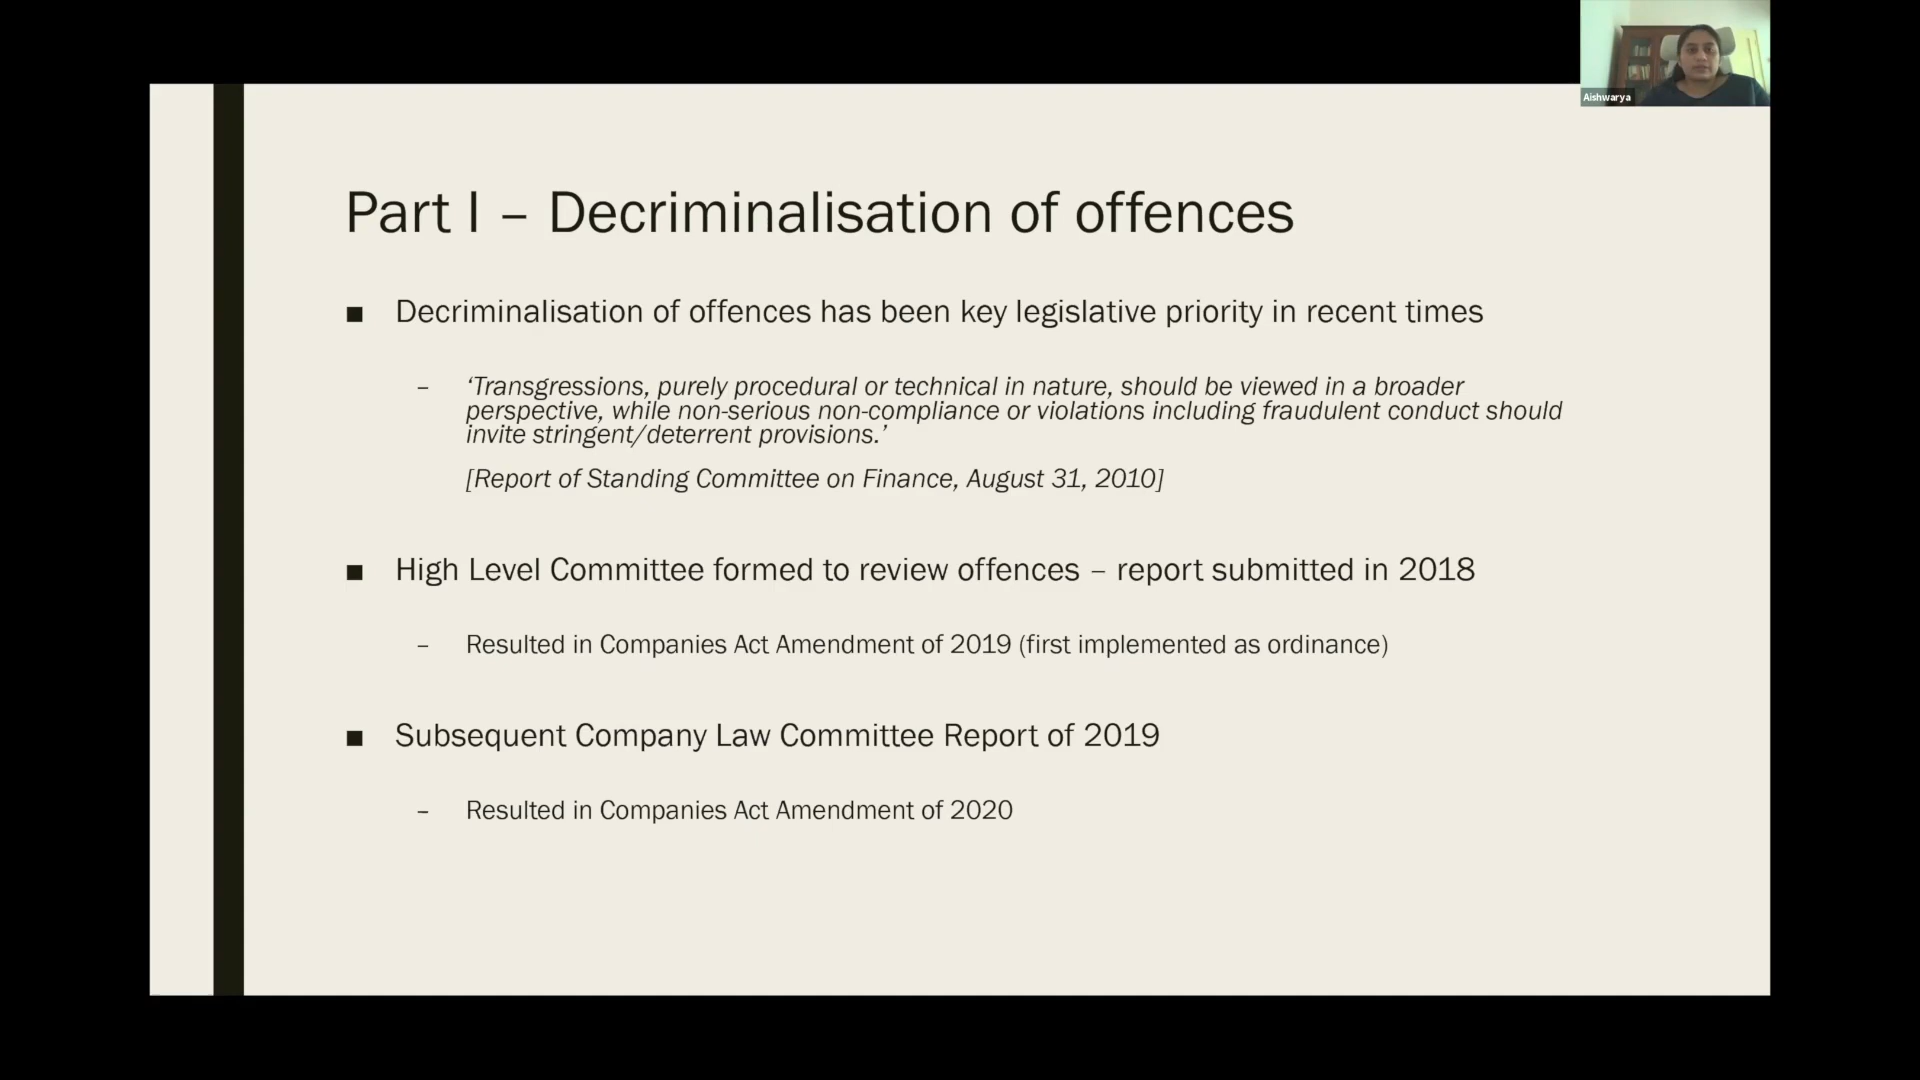 Aishwarya
Part I – Decriminalisation of offences
■ Decriminalisation of offences has been key legislative priority in recent times
– ‘Transgressions, purely procedural or technical in nature, should be viewed in a broader
perspective, while non-serious non-compliance or violations including fraudulent conduct should
invite stringent/deterrent provisions.’
[Report of Standing Committee on Finance, August 31, 2010]
■ High Level Committee formed to review offences – report submitted in 2018
– Resulted in Companies Act Amendment of 2019 (first implemented as ordinance)
■ Subsequent Company Law Committee Report of 2019
– Resulted in Companies Act Amendment of 2020